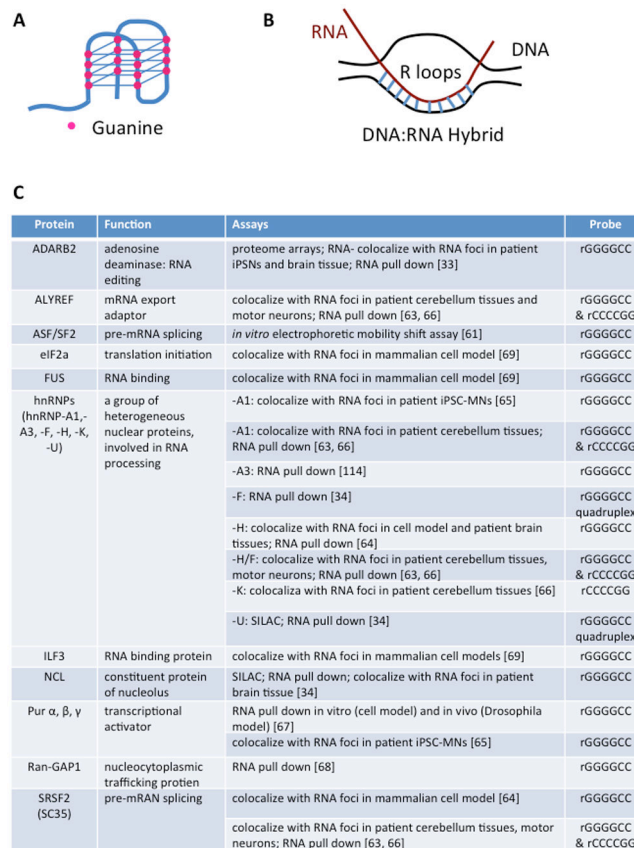 A
B
RNA
DNA
R loops
Guanine
DNA:RNA Hybrid
C
Protein Function Assays Probe
ADARB2 adenosine proteome arrays; RNA- colocalize with RNA foci in patient rGGGGCC
deaminase: RNA iPSNs and brain tissue; RNA pull down [33]
editing
ALYREF mRNA export colocalize with RNA foci in patient cerebellum tissues and rGGGGCC
adaptor motor neurons; RNA pull down [63, 66] & rCCCCGG
ASF/SF2 pre-mRNA splicing in vitro electrophoretic mobility shift assay [61] rGGGGCC
eIF2a translation initiation colocalize with RNA foci in mammalian cell model [69] rGGGGCC
FUS RNA binding colocalize with RNA foci in mammalian cell model [69] rGGGGCC
hnRNPs a group of -A1: colocalize with RNA foci in patient iPSC-MNs [65] rGGGGCC
(hnRNP-A1,- heterogeneous
A3, -F, -H, -K, nuclear proteins, -A1: colocalize with RNA foci in patient cerebellum tissues; rGGGGCC
-U) involved in RNA RNA pull down [63, 66] & rCCCCGG
processing -A3: RNA pull down [114] rGGGGCC
-F: RNA pull down [34] rGGGGCC
quadruplex
-H: colocalize with RNA foci in cell model and patient brain rGGGGCC
tissues; RNA pull down [64]
-H/F: colocalize with RNA foci in patient cerebellum tissues, rGGGGCC
motor neurons; RNA pull down [63, 66] & rCCCCGG
-K: colocaliza with RNA foci in patient cerebellum tissues [66] rCCCCGG
-U: SILAC; RNA pull down [34] rGGGGCC
quadruplex
ILF3 RNA binding protein colocalize with RNA foci in mammalian cell models [69] rGGGGCC
NCL constituent protein SILAC; RNA pull down; colocalize with RNA foci in patient rGGGGCC
of nucleolus brain tissue [34]
Pur α, β, γ transcriptional RNA pull down in vitro (cell model) and in vivo (Drosophila rGGGGCC
activator model) [67]
colocalize with RNA foci in patient iPSC-MNs [65] rGGGGCC
Ran-GAP1 nucleocytoplasmic RNA pull down [68] rGGGGCC
trafficking protien
SRSF2 pre-mRAN splicing colocalize with RNA foci in mammalian cell model [64] rGGGGCC
(SC35)
colocalize with RNA foci in patient cerebellum tissues, motor rGGGGCC
neurons; RNA pull down [63, 66] & rCCCCGG